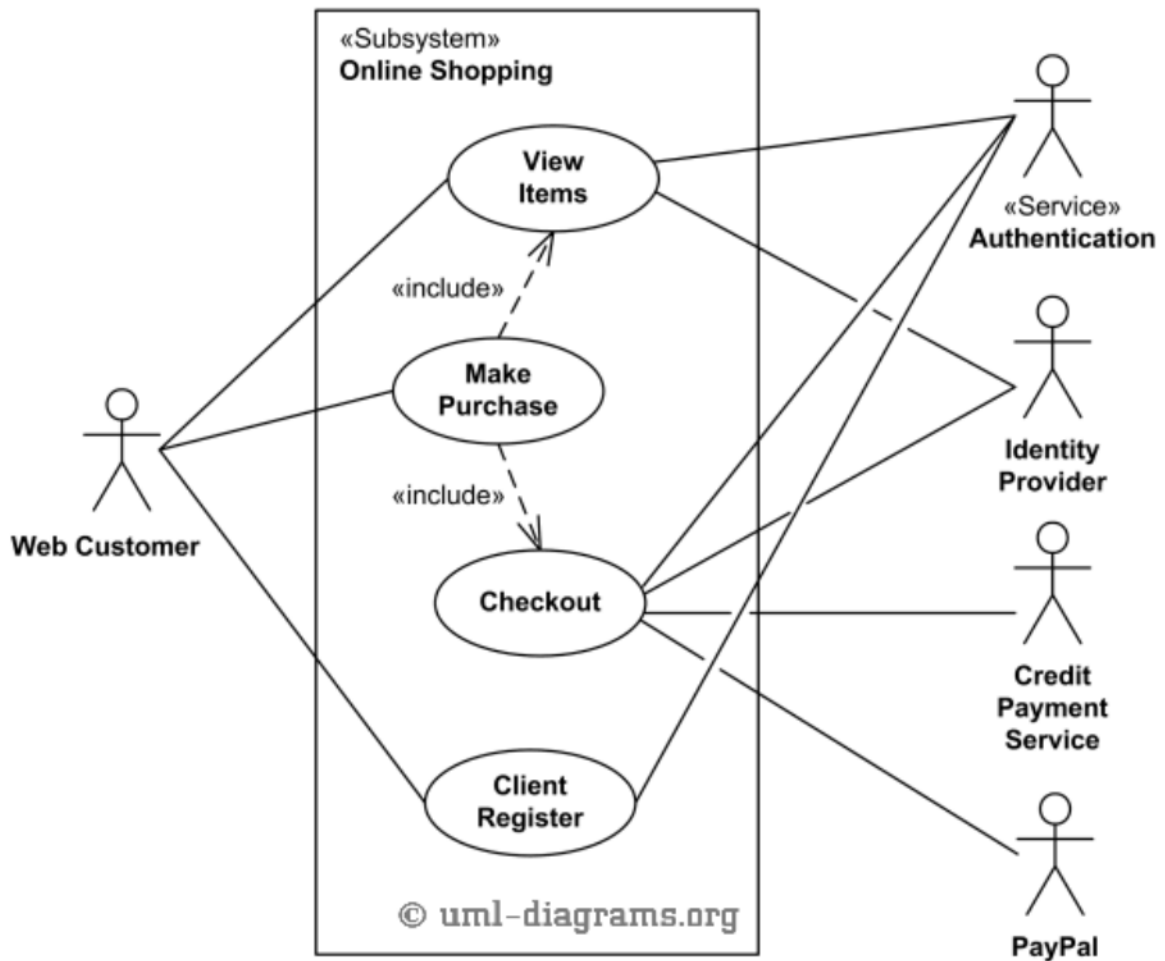 «Subsystem»
Online Shopping
View
Items
«include»
Make
Purchase
«include»
Checkout
Client
Register
Web Customer
«Service»
Authentication
Identity
Provider
Credit
Payment
Service
PayPal
© uml-diagrams.org